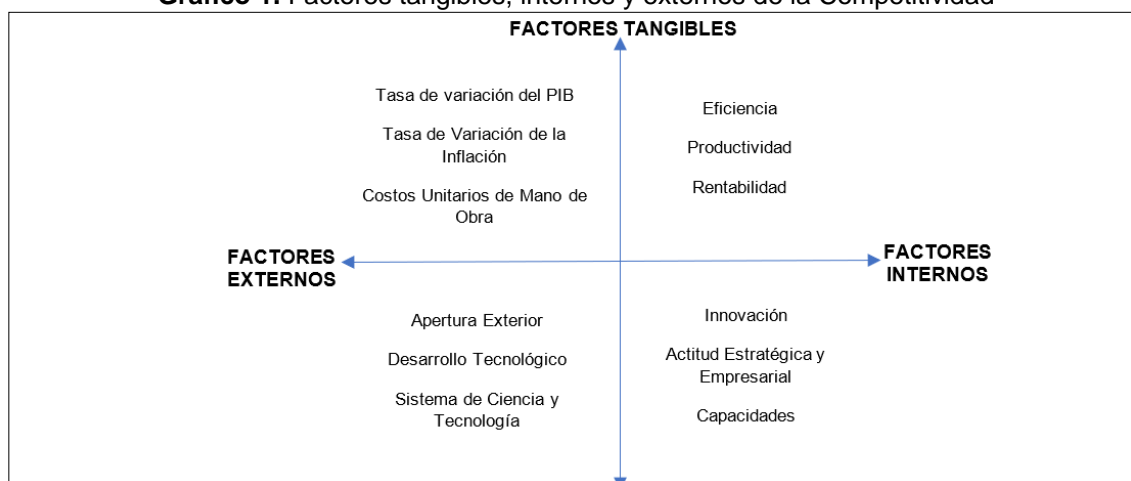 Gráfico 1. Factores tangibles, internos y externos de la Competitividad
FACTORES TANGIBLES
Tasa de variación del PIB
Tasa de Variación de la
Inflación
Costos Unitarios de Mano de
Obra
Eficiencia
Productividad
Rentabilidad
FACTORES
EXTERNOS
FACTORES
INTERNOS
Apertura Exterior
Desarrollo Tecnológico
Sistema de Ciencia y
Tecnología
Innovación
Actitud Estratégica y
Empresarial
Capacidades